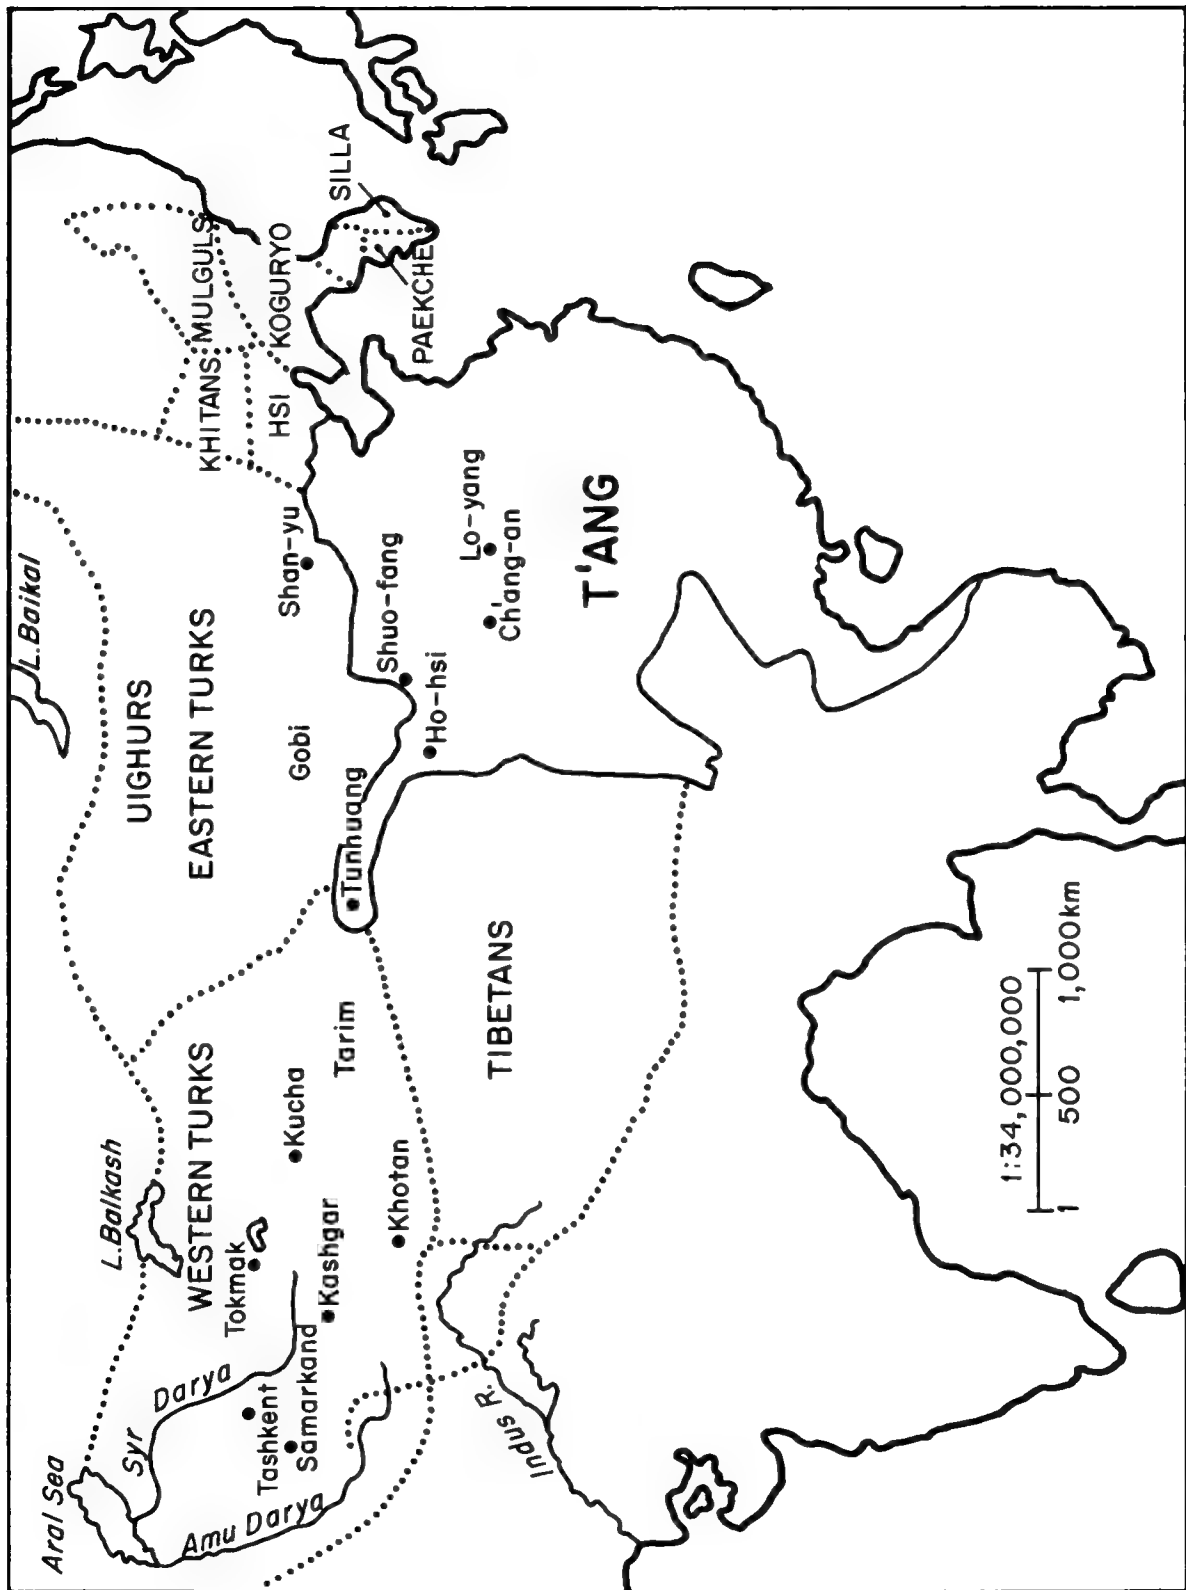 Aral Sea
L. Balkash
L. Baikal
Syr Darya
Amu Darya
Tashkent
Samarkand
Tokmak
WESTERN TURKS
Kashgar
Kucha
Khotan
Tarim
UIGHURS
EASTERN TURKS
Gobi
Tunhuang
Shan-yu
Shuo-fang
Ho-hsi
KHITANS
MULGULS
HSI
KOGURYO
SILLA
PAEKCHE
Indus R.
TIBETANS
Lo-yang
Ch'ang-an
T'ANG
1:34,000,000
1 500 1,000km